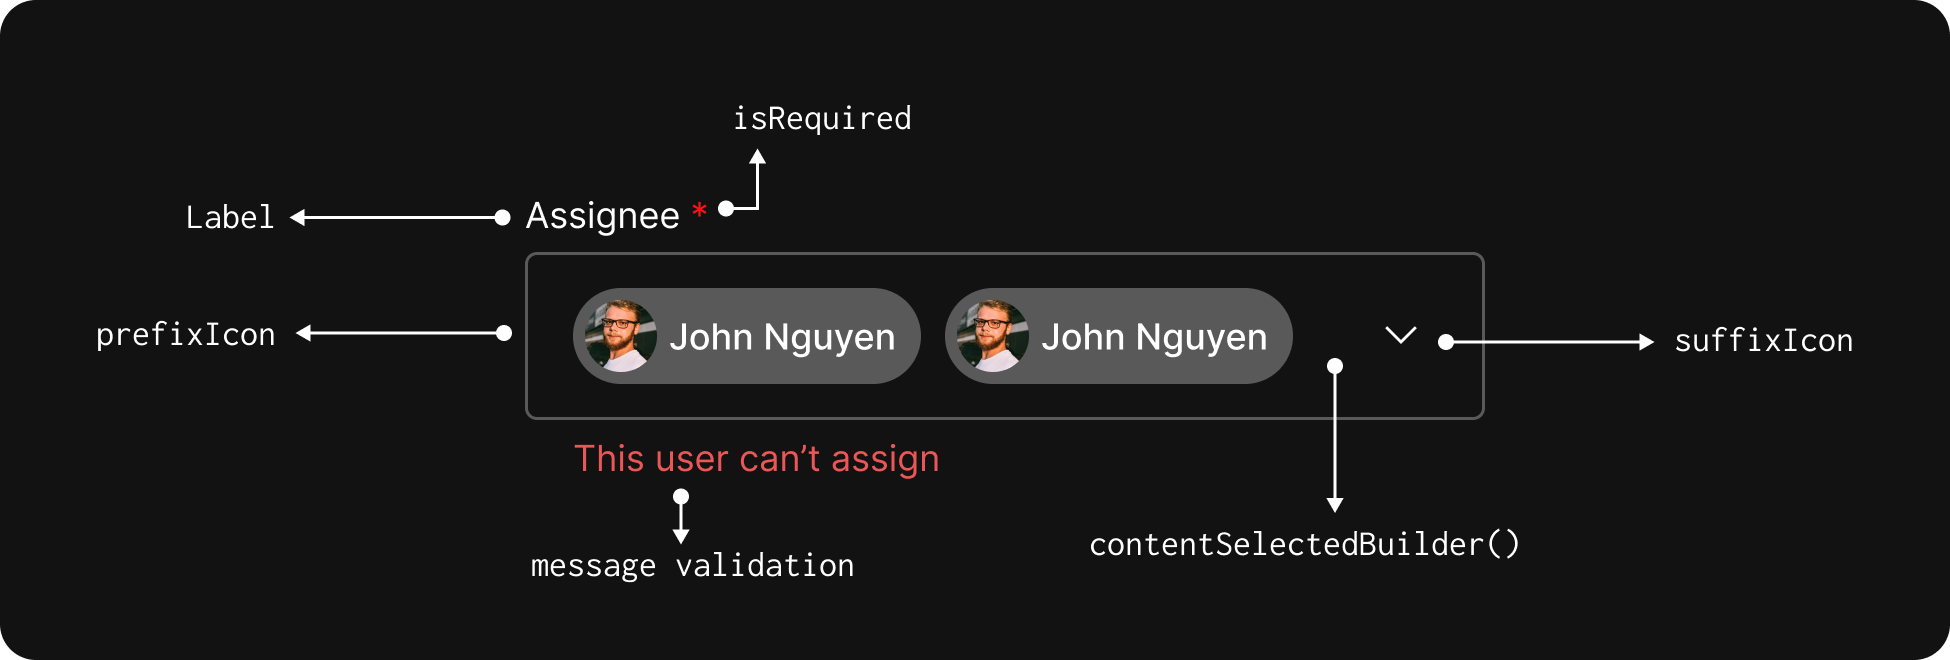 isRequired
Label
Assignee *
prefixIcon
John Nguyen
John Nguyen
suffixIcon
This user can’t assign
contentSelectedBuilder()
message validation